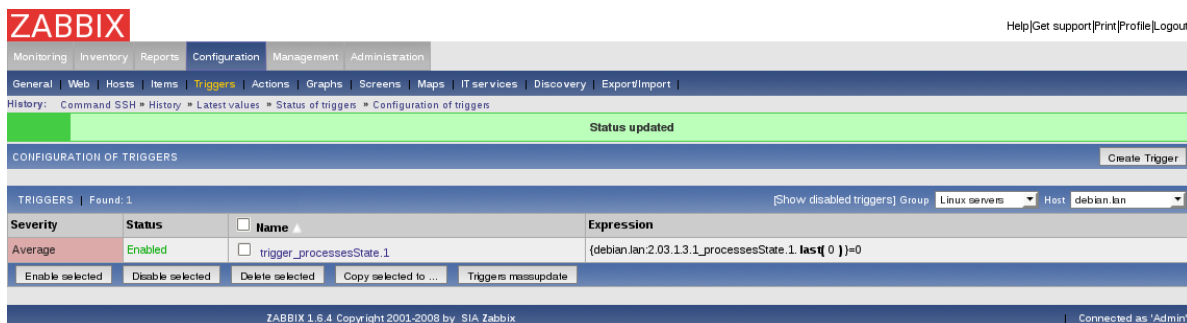 ZABBIX
Help|Get support|Print|Profile|Logout
Monitoring Inventory Reports Configuration Management Administration
General | Web | Hosts | Items | Triggers | Actions | Graphs | Screens | Maps | IT services | Discovery | Export/Import |
History: Command SSH » History » Latest values » Status of triggers » Configuration of triggers
Status updated
CONFIGURATION OF TRIGGERS Create Trigger
TRIGGERS | Found: 1 [Show disabled triggers] Group Linux servers Host debian.lan
Severity Status Name Expression
Average Enabled trigger_processesState.1 {debian.lan:2.03.1.3.1_processesState.1.last( 0 )}=0
Enable selected Disable selected Delete selected Copy selected to ... Triggers massupdate
ZABBIX 1.6.4 Copyright 2001-2008 by SIA Zabbix | Connected as 'Admin'